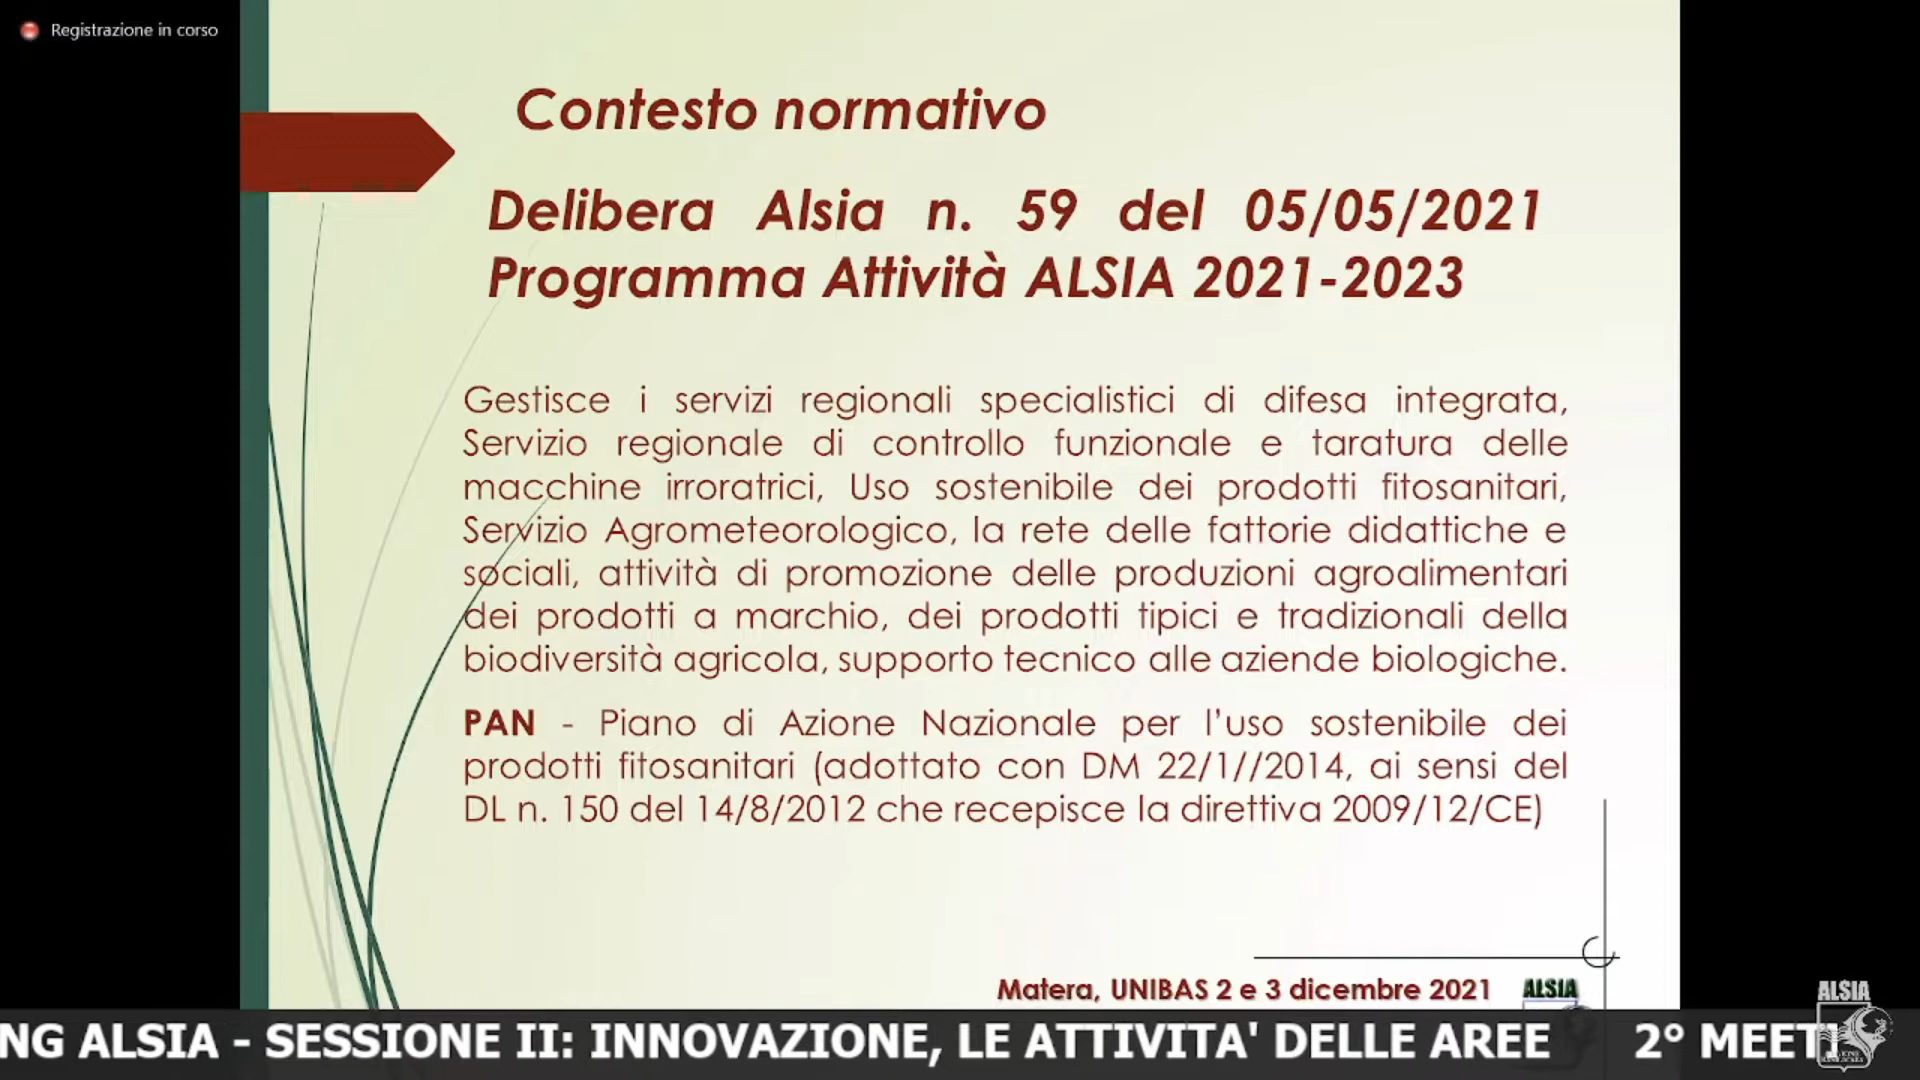 Registrazione in corso
Contesto normativo
Delibera Alsia n. 59 del 05/05/2021
Programma Attività ALSIA 2021-2023
Gestisce i servizi regionali specialistici di difesa integrata,
Servizio regionale di controllo funzionale e taratura delle
macchine irroratrici, Uso sostenibile dei prodotti fitosanitari,
Servizio Agrometeorologico, la rete delle fattorie didattiche e
sociali, attività di promozione delle produzioni agroalimentari
dei prodotti a marchio, dei prodotti tipici e tradizionali della
biodiversità agricola, supporto tecnico alle aziende biologiche.
PAN - Piano di Azione Nazionale per l’uso sostenibile dei
prodotti fitosanitari (adottato con DM 22/1//2014, ai sensi del
DL n. 150 del 14/8/2012 che recepisce la direttiva 2009/12/CE)
Matera, UNIBAS 2 e 3 dicembre 2021
ALSIA
ALSIA
NG ALSIA - SESSIONE II: INNOVAZIONE, LE ATTIVITA' DELLE AREE 2° MEETI